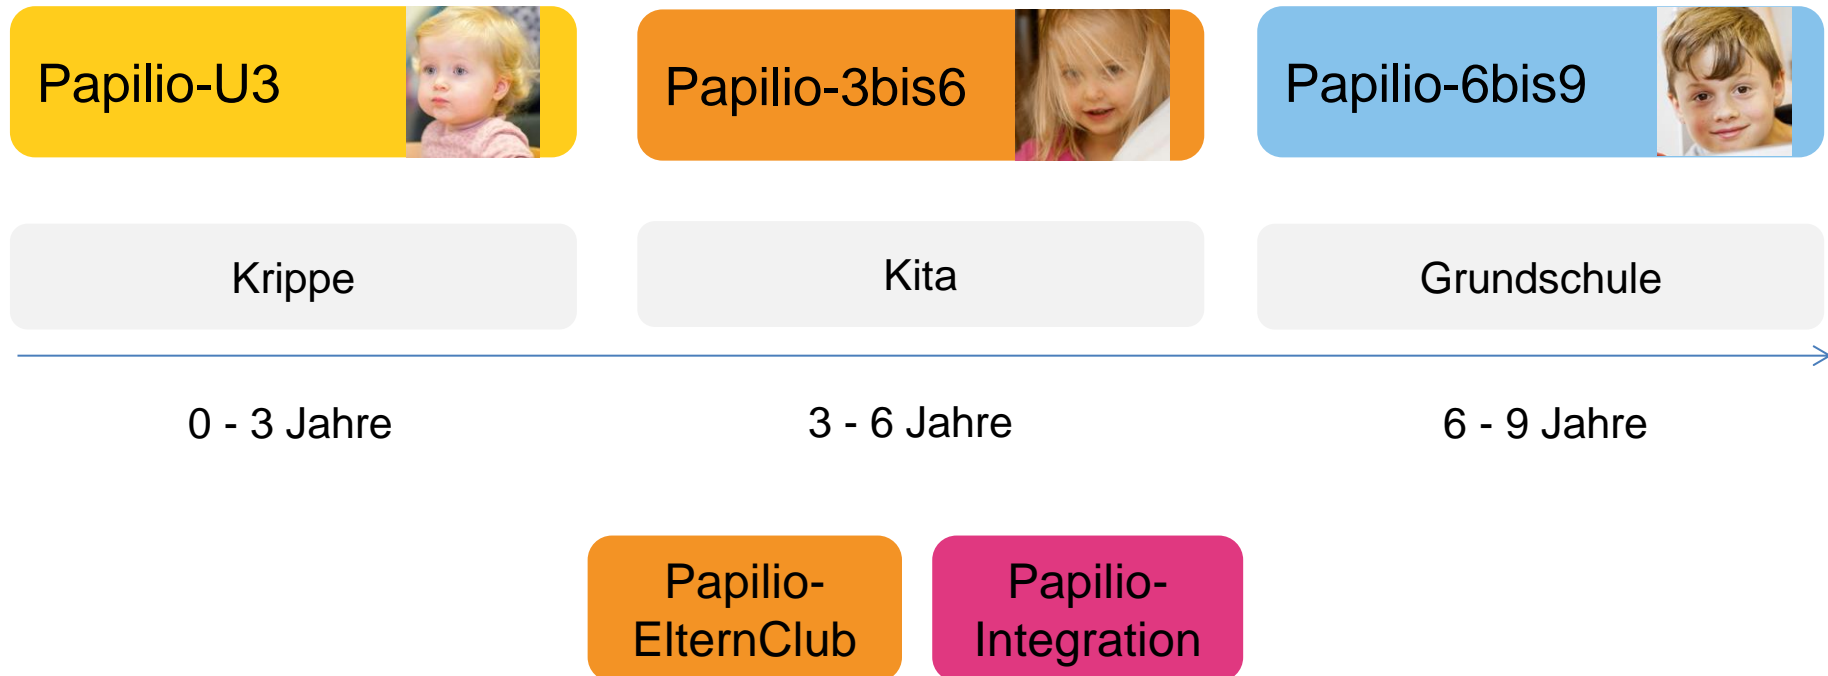 Papilio-U3
Papilio-3bis6
Papilio-6bis9
Krippe
Kita
Grundschule
0 - 3 Jahre
3 - 6 Jahre
6 - 9 Jahre
Papilio-
ElternClub
Papilio-
Integration